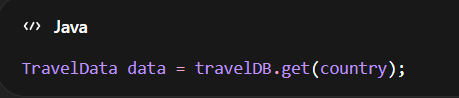 </> Java
TravelData data = travelDB.get(country);